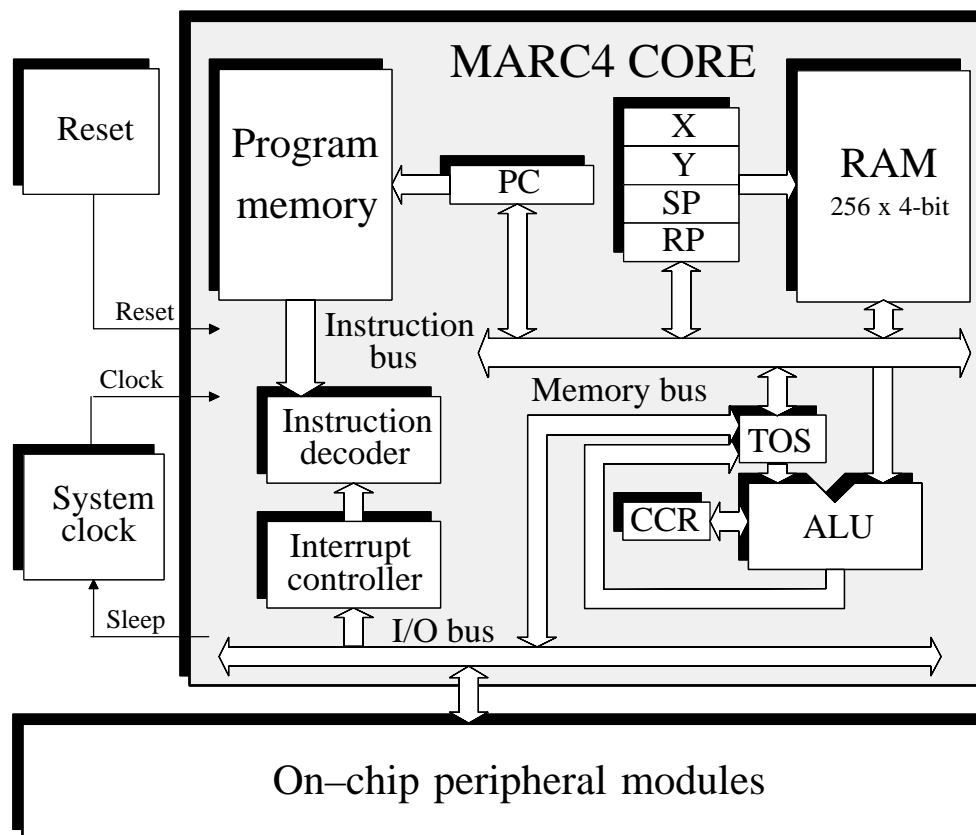 MARC4 CORE
Reset
Program
memory
PC
X
Y
SP
RP
RAM
256 x 4-bit
Reset
Instruction
bus
Clock
Memory bus
Instruction
decoder
TOS
System
clock
CCR
ALU
Interrupt
controller
Sleep
I/O bus
On–chip peripheral modules